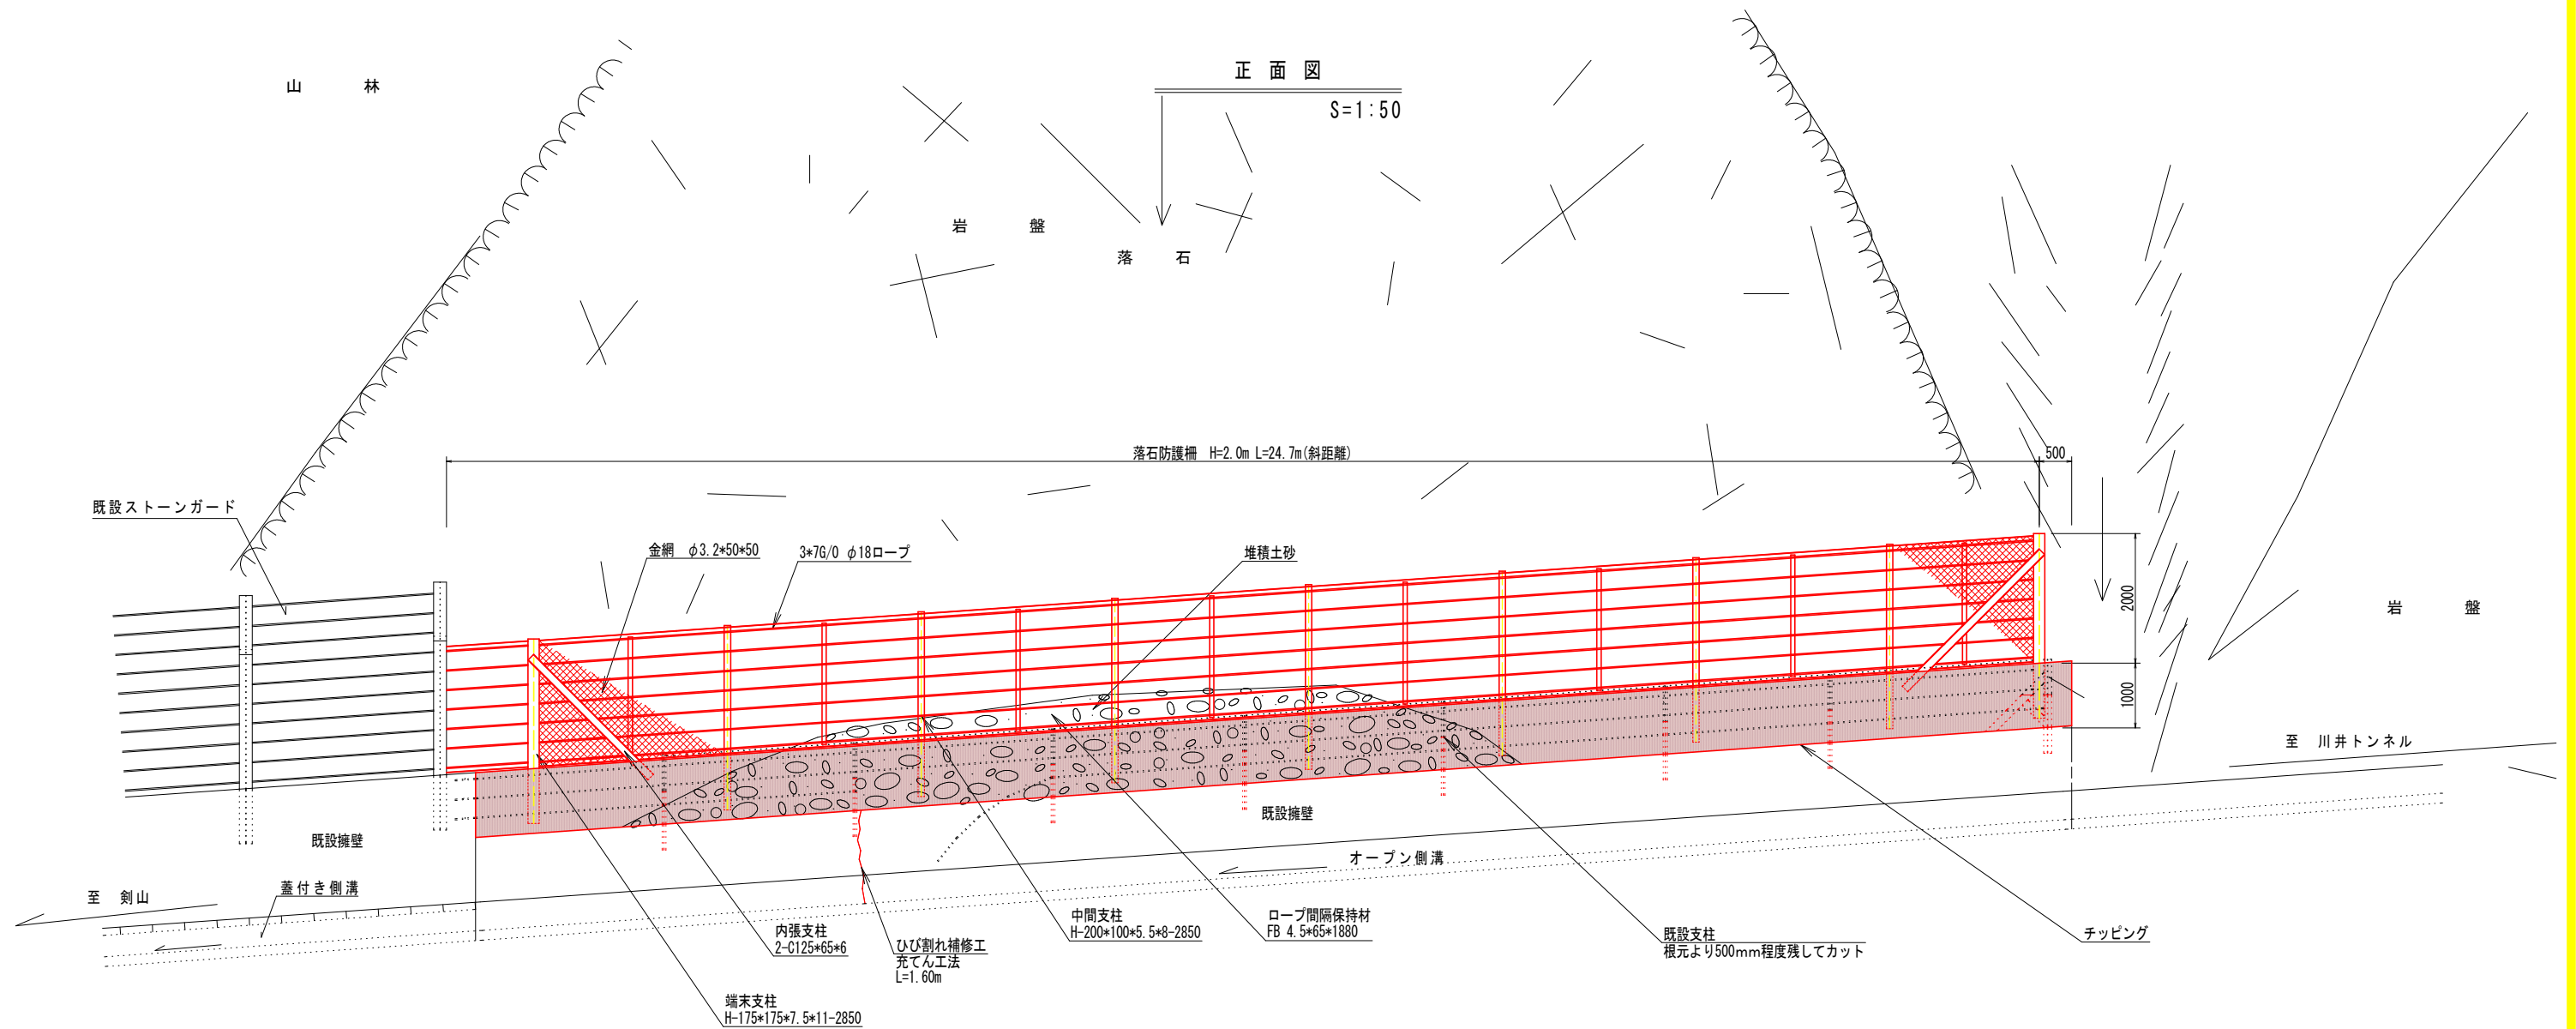 正面図
S=1:50
山林
岩盤
落石
落石防護柵 H=2.0m L=24.7m(斜距離)
500
既設ストーンガード
金網 φ3.2*50*50
3*7G/0 φ18ロープ
堆積土砂
2000
1000
岩盤
至 川井トンネル
既設擁壁
既設擁壁
オープン側溝
至 剣山
蓋付き側溝
内張支柱
2-C125*65*6
ひび割れ補修工
充てん工法
L=1.60m
中間支柱
H-200*100*5.5*8-2850
ロープ間隔保持材
FB 4.5*65*1880
既設支柱
根元より500mm程度残してカット
チッピング
端末支柱
H-175*175*7.5*11-2850